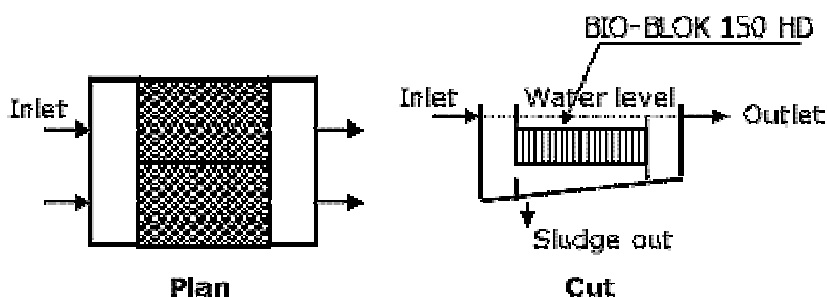 BIO-BLOK 150 HD
Inlet
Inlet
Water level
Outlet
Sludge out
Plan
Cut